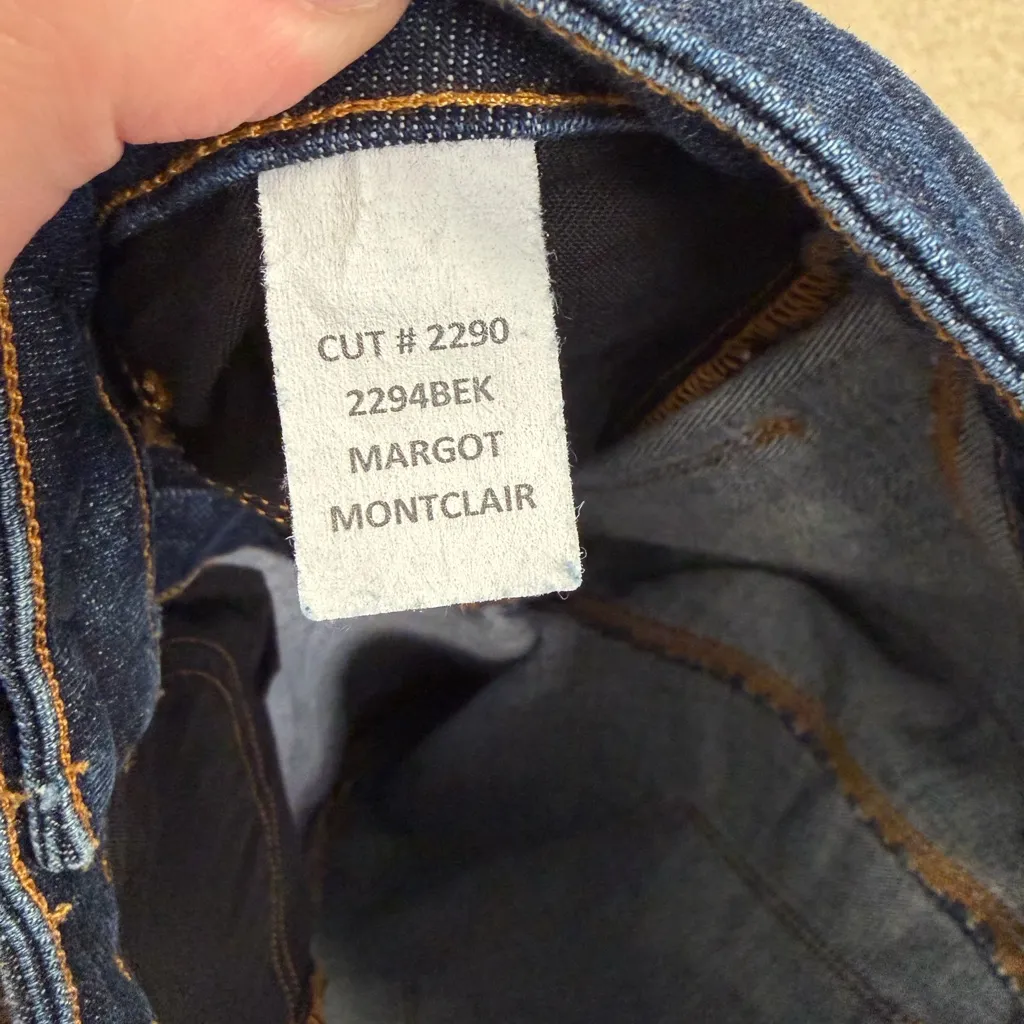 CUT # 2290
2294BEK
MARGOT
MONTCLAIR